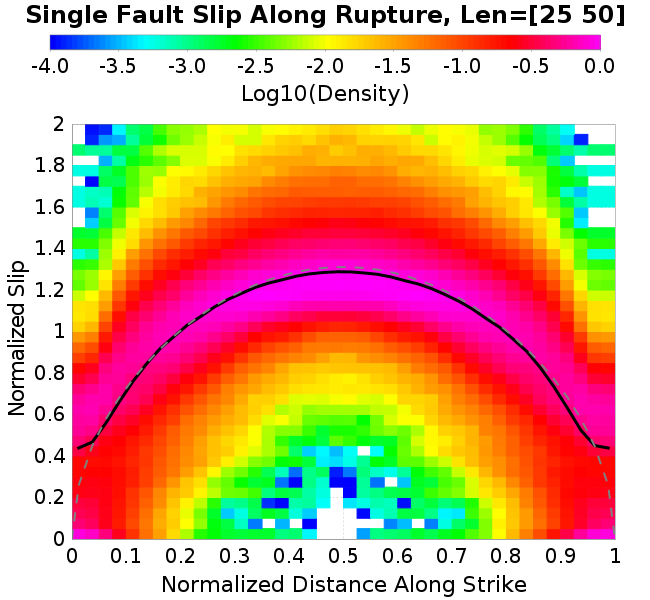 Single Fault Slip Along Rupture, Len=[25 50]
-4.0 -3.5 -3.0 -2.5 -2.0 -1.5 -1.0 -0.5 0.0
Log10(Density)
2
1.8
1.6
1.4
1.2
1
0.8
0.6
0.4
0.2
0
Normalized Slip
0 0.1 0.2 0.3 0.4 0.5 0.6 0.7 0.8 0.9 1
Normalized Distance Along Strike